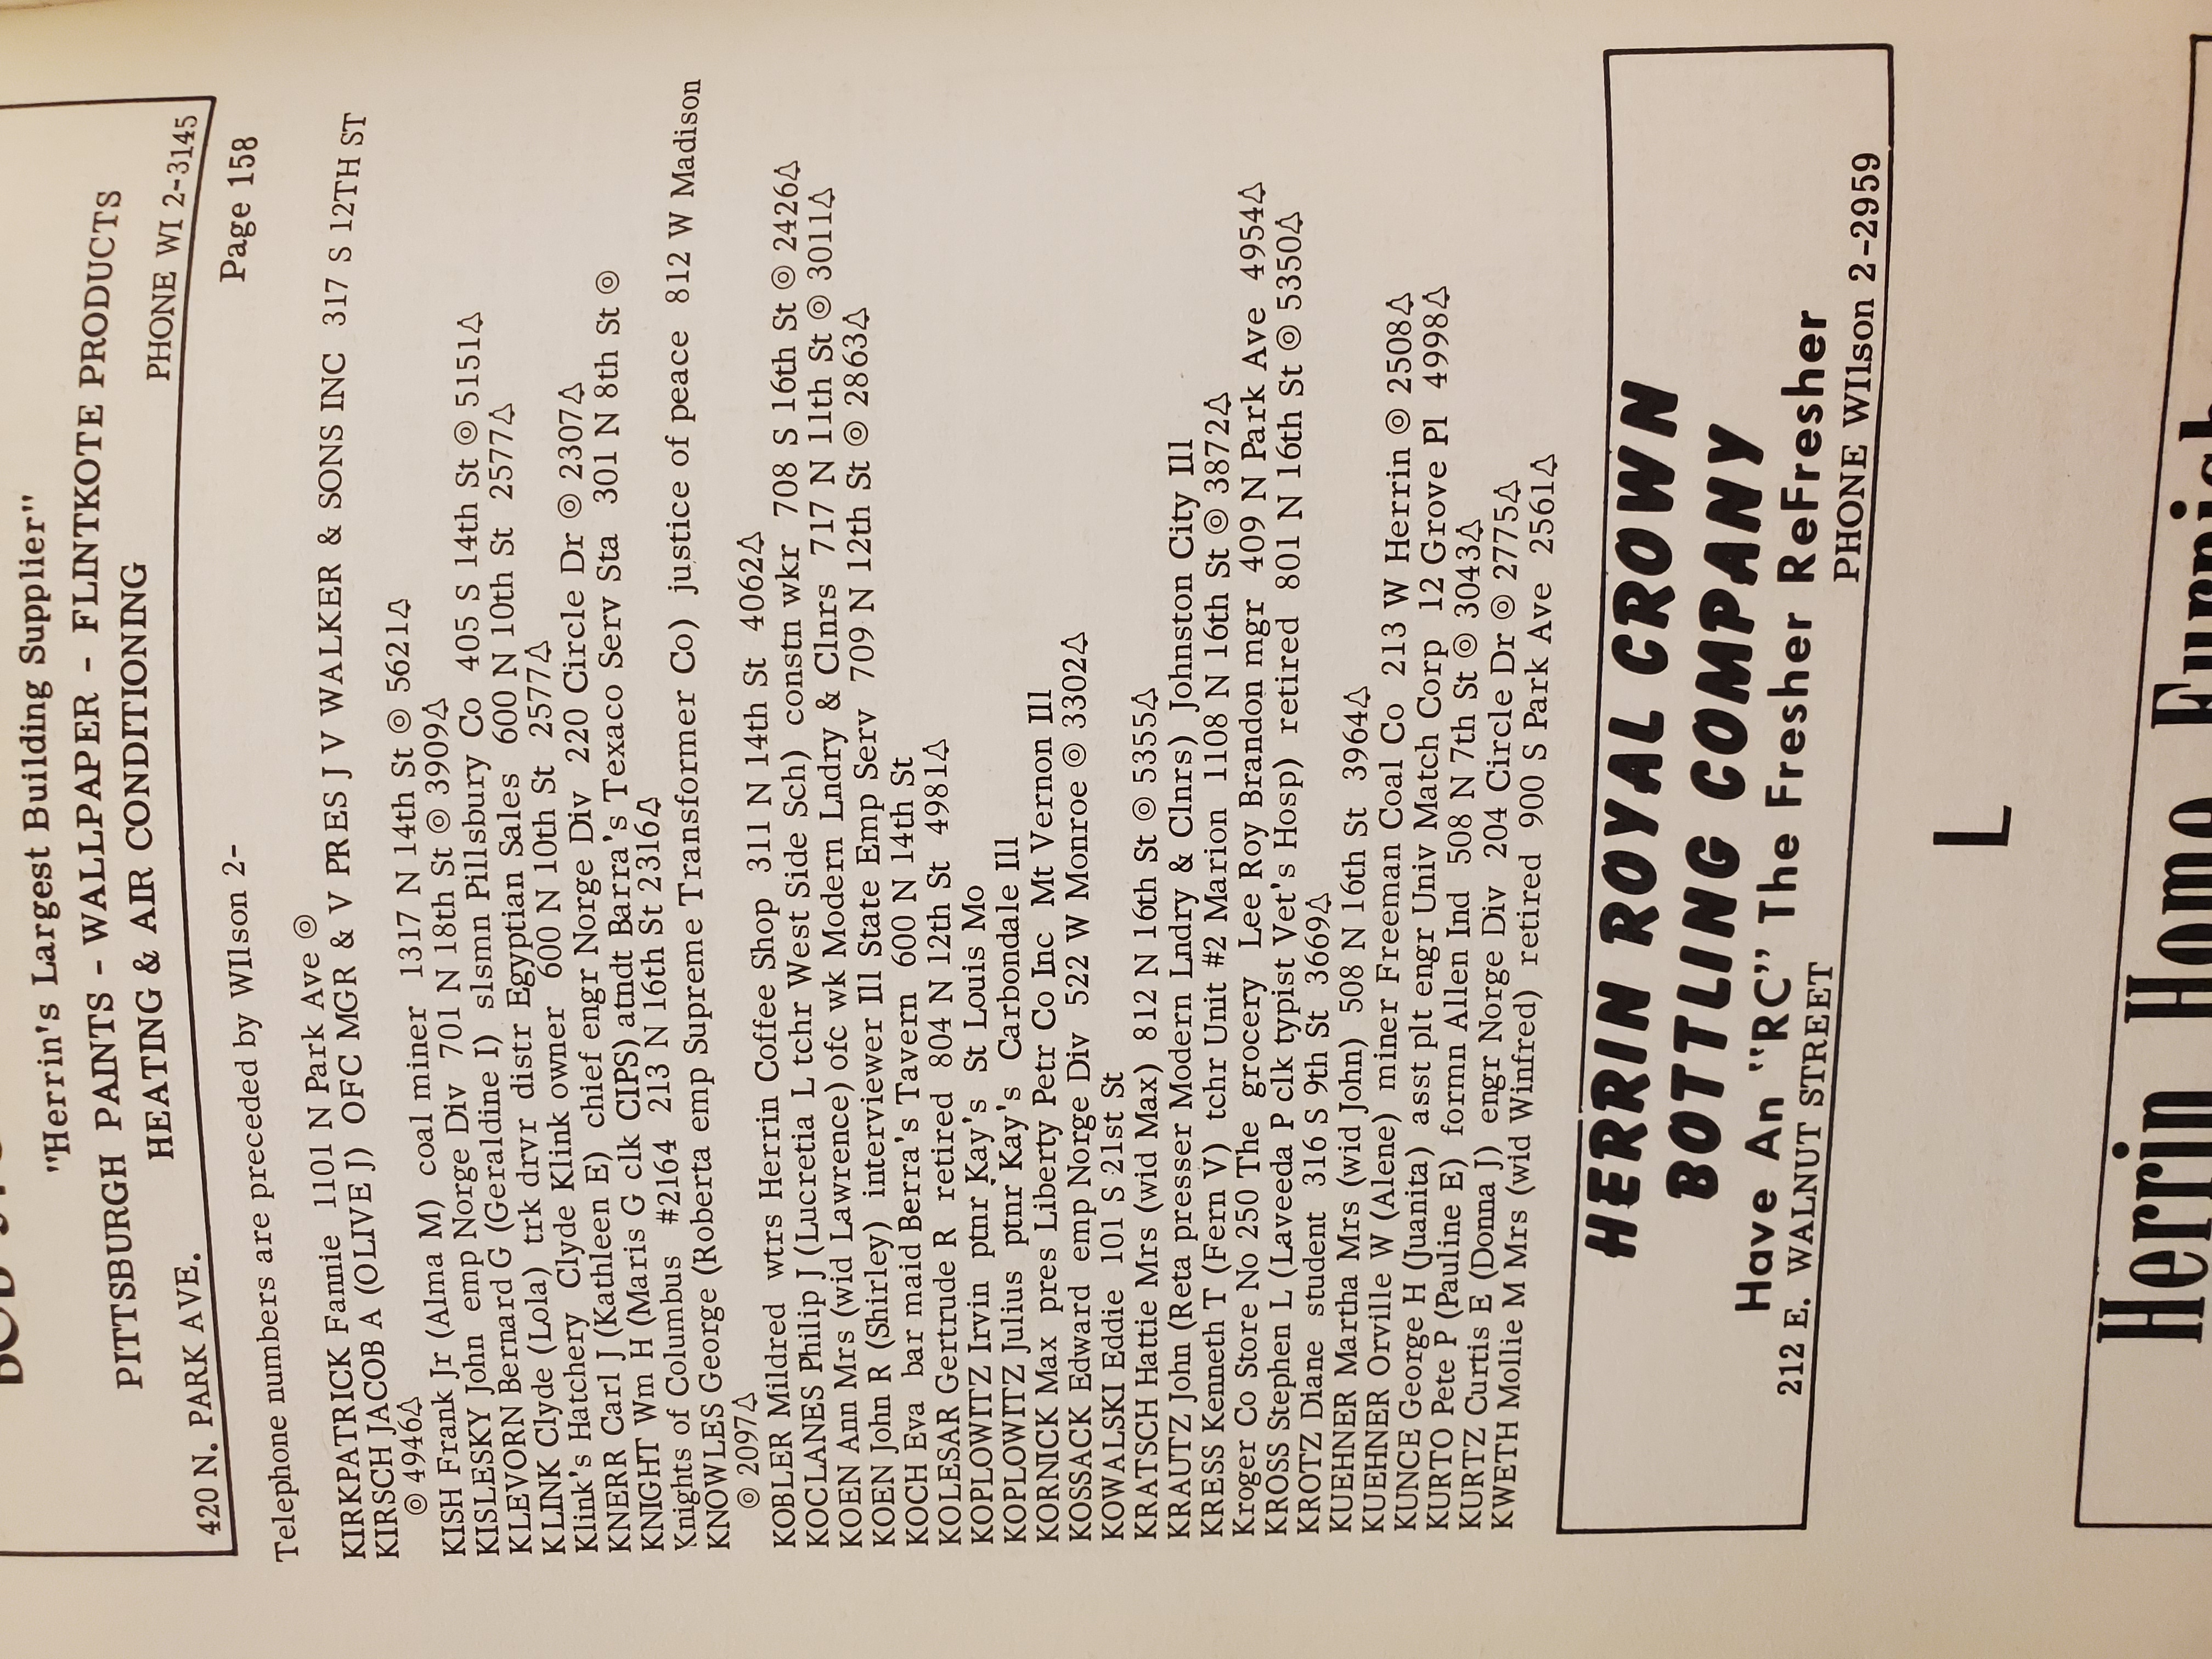 "Herrin's Largest Building Supplier"
PITTSBURGH PAINTS - WALLPAPER - FLINTKOTE PRODUCTS
HEATING & AIR CONDITIONING
420 N. PARK AVE. PHONE WI 2-3145
Page 158
Telephone numbers are preceded by WIlson 2-
KIRKPATRICK Fannie 1101 N Park Ave ◎
KIRSCH JACOB A (OLIVE J) OFC MGR & V PRES J V WALKER & SONS INC 317 S 12TH ST
◎ 4946△
KISH Frank Jr (Alma M) coal miner 1317 N 14th St ◎ 5621△
KISLESKY John emp Norge Div 701 N 18th St ◎ 3909△
KLEVORN Bernard G (Geraldine I) slsmn Pillsbury Co 405 S 14th St ◎ 5151△
KLINK Clyde (Lola) trk drvr distr Egyptian Sales 600 N 10th St 2577△
Klink's Hatchery Clyde Klink owner 600 N 10th St 2577△
KNERR Carl J (Kathleen E) chief engr Norge Div 220 Circle Dr ◎ 2307△
KNIGHT Wm H (Maris G clk CIPS) atndt Barra's Texaco Serv Sta 301 N 8th St ◎
Knights of Columbus #2164 213 N 16th St 2316△
KNOWLES George (Roberta emp Supreme Transformer Co) justice of peace 812 W Madison
◎ 2097△
KOBLER Mildred wtrs Herrin Coffee Shop 311 N 14th St 4062△
KOCLANES Philip J (Lucretia L tchr West Side Sch) constn wkr 708 S 16th St ◎ 2426△
KOEN Ann Mrs (wid Lawrence) ofc wk Modern Lndry & Clnrs 717 N 11th St ◎ 3011△
KOEN John R (Shirley) interviewer Ill State Emp Serv 709 N 12th St ◎ 2863△
KOCH Eva bar maid Berra's Tavern 600 N 14th St
KOLESAR Gertrude R retired 804 N 12th St 4981△
KOPLOWITZ Irvin ptnr Kay's St Louis Mo
KOPLOWITZ Julius ptnr Kay's Carbondale Ill
KORNICK Max pres Liberty Petr Co Inc Mt Vernon Ill
KOSSACK Edward emp Norge Div 522 W Monroe ◎ 3302△
KOWALSKI Eddie 101 S 21st St
KRATSCH Hattie Mrs (wid Max) 812 N 16th St ◎ 5355△
KRAUTZ John (Reta presser Modern Lndry & Clnrs) Johnston City Ill
KRESS Kenneth T (Fern V) tchr Unit #2 Marion 1108 N 16th St ◎ 3872△
Kroger Co Store No 250 The grocery Lee Roy Brandon mgr 409 N Park Ave 4954△
KROSS Stephen L (Laveeda P clk typist Vet's Hosp) retired 801 N 16th St ◎ 5350△
KROTZ Diane student 316 S 9th St 3669△
KUEHNER Martha Mrs (wid John) 508 N 16th St 3964△
KUEHNER Orville W (Alene) miner Freeman Coal Co 213 W Herrin ◎ 2508△
KUNCE George H (Juanita) asst plt engr Univ Match Corp 12 Grove Pl 4998△
KURTO Pete P (Pauline E) formn Allen Ind 508 N 7th St ◎ 3043△
KURTZ Curtis E (Donna J) engr Norge Div 204 Circle Dr ◎ 2775△
KWETH Mollie M Mrs (wid Winfred) retired 900 S Park Ave 2561△
HERRIN ROYAL CROWN
BOTTLING COMPANY
Have An "RC" The Fresher ReFresher
212 E. WALNUT STREET PHONE WIlson 2-2959
L
Herrin Home